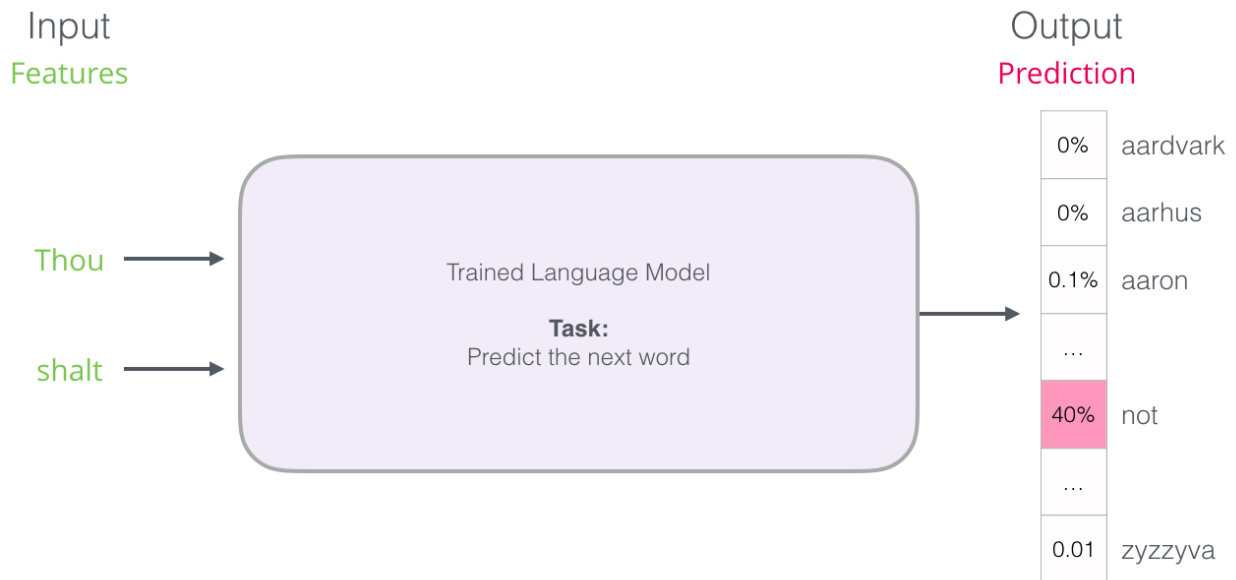 Input
Features
Thou
shalt
Trained Language Model
Task:
Predict the next word
Output
Prediction
0% aardvark
0% aarhus
0.1% aaron
...
40% not
...
0.01 zyzzyva